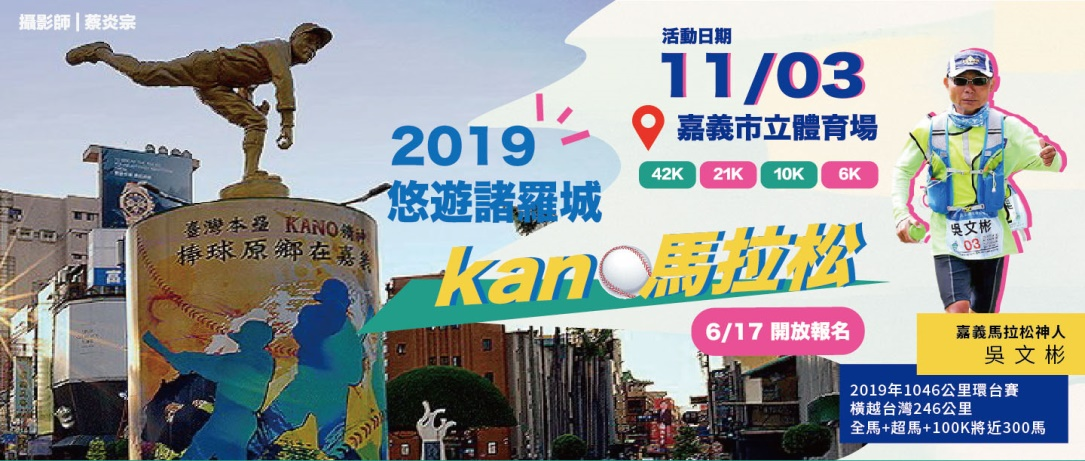 攝影師 | 蔡炎宗
活動日期
11/03
嘉義市立體育場
42K
21K
10K
6K
2019
悠遊諸羅城
kano馬拉松
6/17 開放報名
臺灣本壘 KANO精神
棒球原鄉在嘉義
吳文彬
03
嘉義馬拉松神人
吳文彬
2019年1046公里環台賽
橫越台灣246公里
全馬+超馬+100K將近300馬